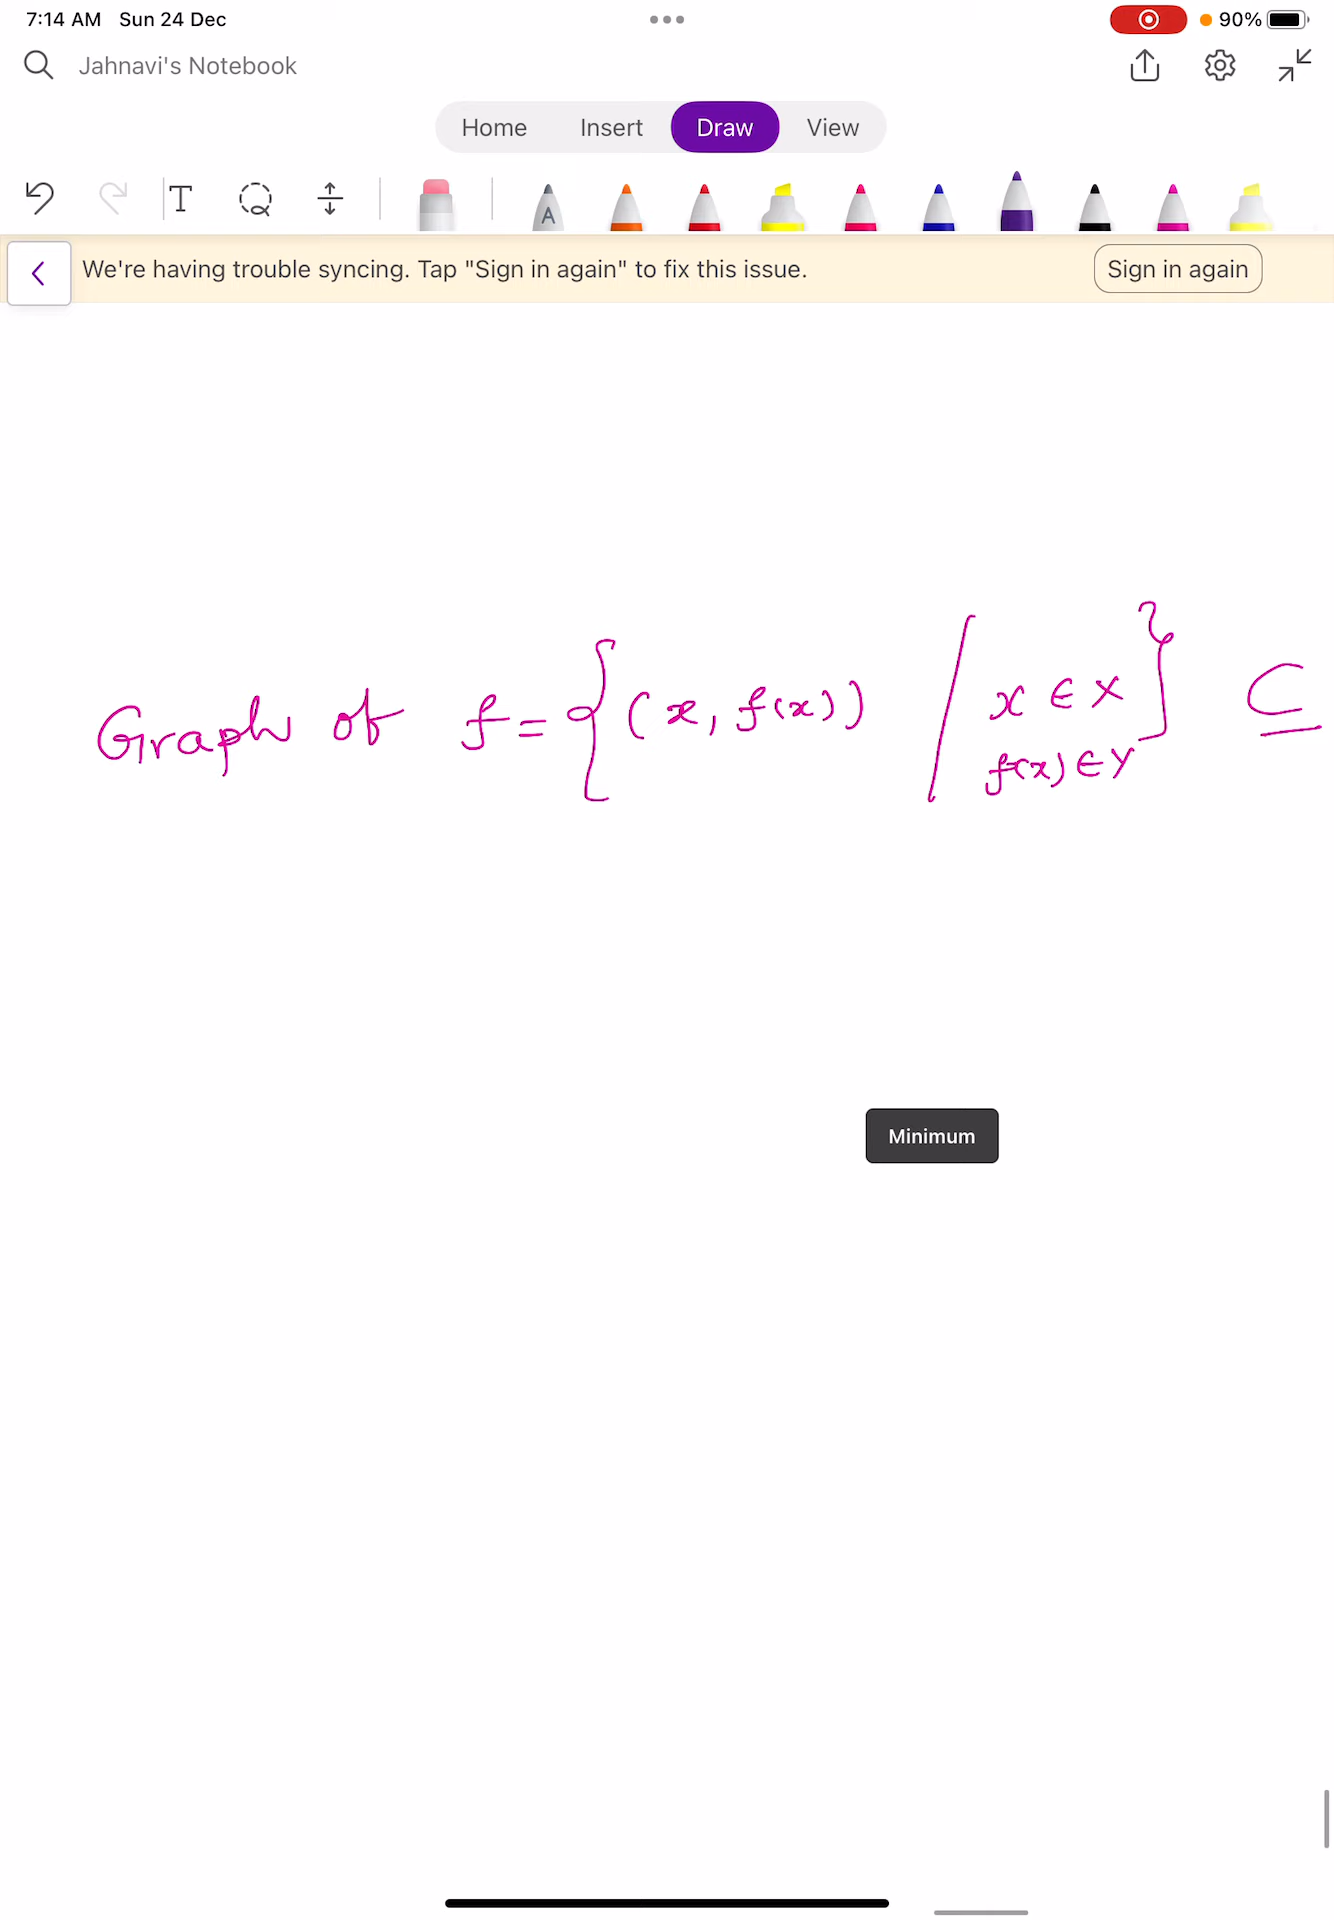 7:14 AM Sun 24 Dec
90%
Jahnavi's Notebook
Home Insert Draw View
T
A
We're having trouble syncing. Tap "Sign in again" to fix this issue.
Sign in again
Graph of f = { (x, f(x)) / x ∈ X } ⊆
f(x) ∈ Y
Minimum